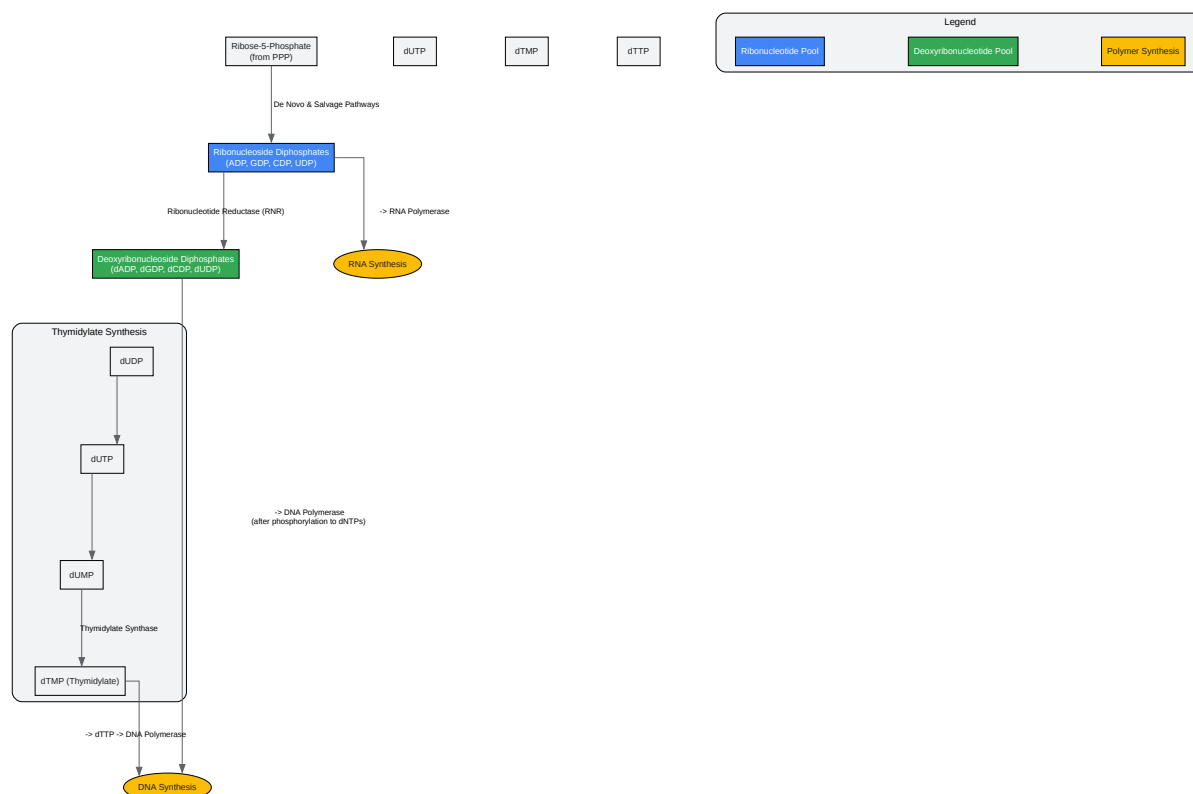 Legend
Ribose-5-Phosphate
(from PPP)
dUTP
dTMP
dTTP
Ribonucleotide Pool
Deoxyribonucleotide Pool
Polymer Synthesis
De Novo & Salvage Pathways
Ribonucleoside Diphosphates
(ADP, GDP, CDP, UDP)
Ribonucleotide Reductase (RNR)
-> RNA Polymerase
Deoxyribonucleoside Diphosphates
(dADP, dGDP, dCDP, dUDP)
RNA Synthesis
Thymidylate Synthesis
dUDP
dUTP
-> DNA Polymerase
(after phosphorylation to dNTPs)
dUMP
Thymidylate Synthase
dTMP (Thymidylate)
-> dTTP -> DNA Polymerase
DNA Synthesis